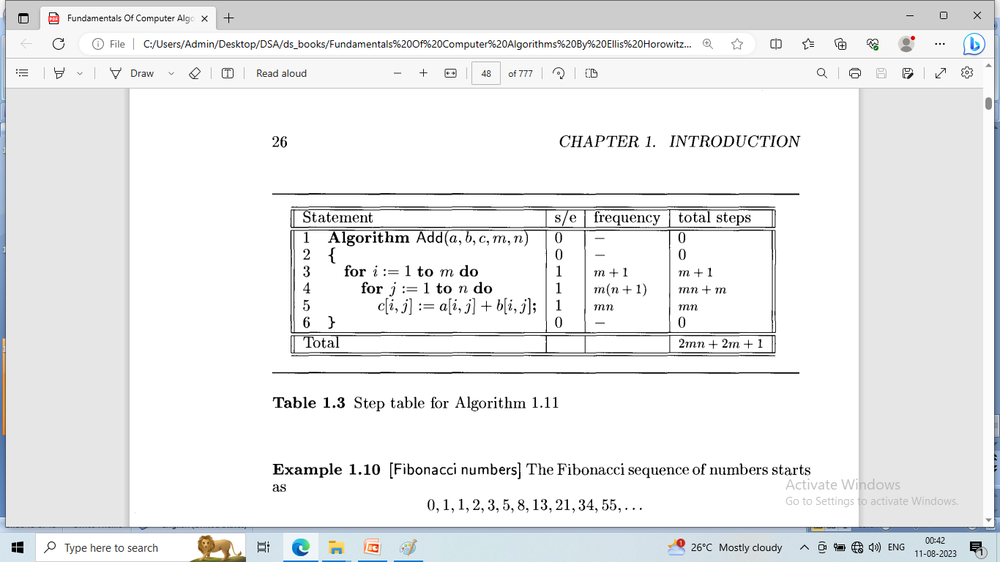 Fundamentals Of Computer Algo
File C:/Users/Admin/Desktop/DSA/ds_books/Fundamentals%20Of%20Computer%20Algorithms%20By%20Ellis%20Horowitz...
Draw Read aloud 48 of 777
26 CHAPTER 1. INTRODUCTION
Statement s/e frequency total steps
1 Algorithm Add(a, b, c, m, n) 0 – 0
2 { 0 – 0
3 for i := 1 to m do 1 m + 1 m + 1
4 for j := 1 to n do 1 m(n + 1) mn + m
5 c[i, j] := a[i, j] + b[i, j]; 1 mn mn
6 } 0 – 0
Total 2mn + 2m + 1
Table 1.3 Step table for Algorithm 1.11
Example 1.10 [Fibonacci numbers] The Fibonacci sequence of numbers starts
as
0, 1, 1, 2, 3, 5, 8, 13, 21, 34, 55, . . .
Activate Windows
Go to Settings to activate Windows.
Type here to search 1 26°C Mostly cloudy ENG 00:42
11-08-2023 1